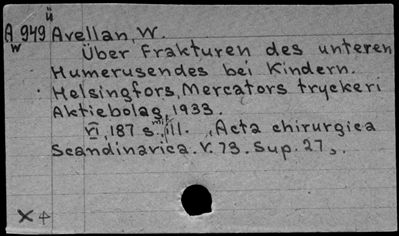 ü
A 949 Avellan, W.
w Über Frakturen des unteren
Humerusendes bei Kindern.
Helsingfors, Mercators tryckeri
Aktiebolag, 1933.
VI, 187 s., ill. „Acta chirurgica
Scandinavica. V. 73. Sup. 27„.
X 4